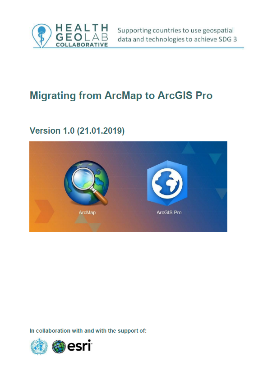 HEALTH
GEOLAB
COLLABORATIVE
Supporting countries to use geospatial
data and technologies to achieve SDG 3
Migrating from ArcMap to ArcGIS Pro
Version 1.0 (21.01.2019)
ArcMap
ArcGIS Pro
In collaboration with and with the support of:
esri